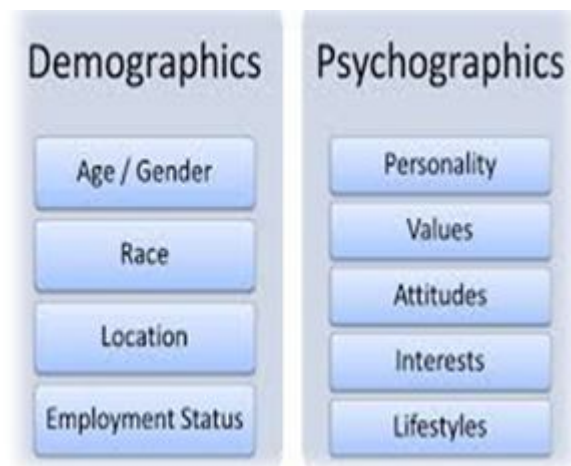 Demographics
Age / Gender
Race
Location
Employment Status
Psychographics
Personality
Values
Attitudes
Interests
Lifestyles